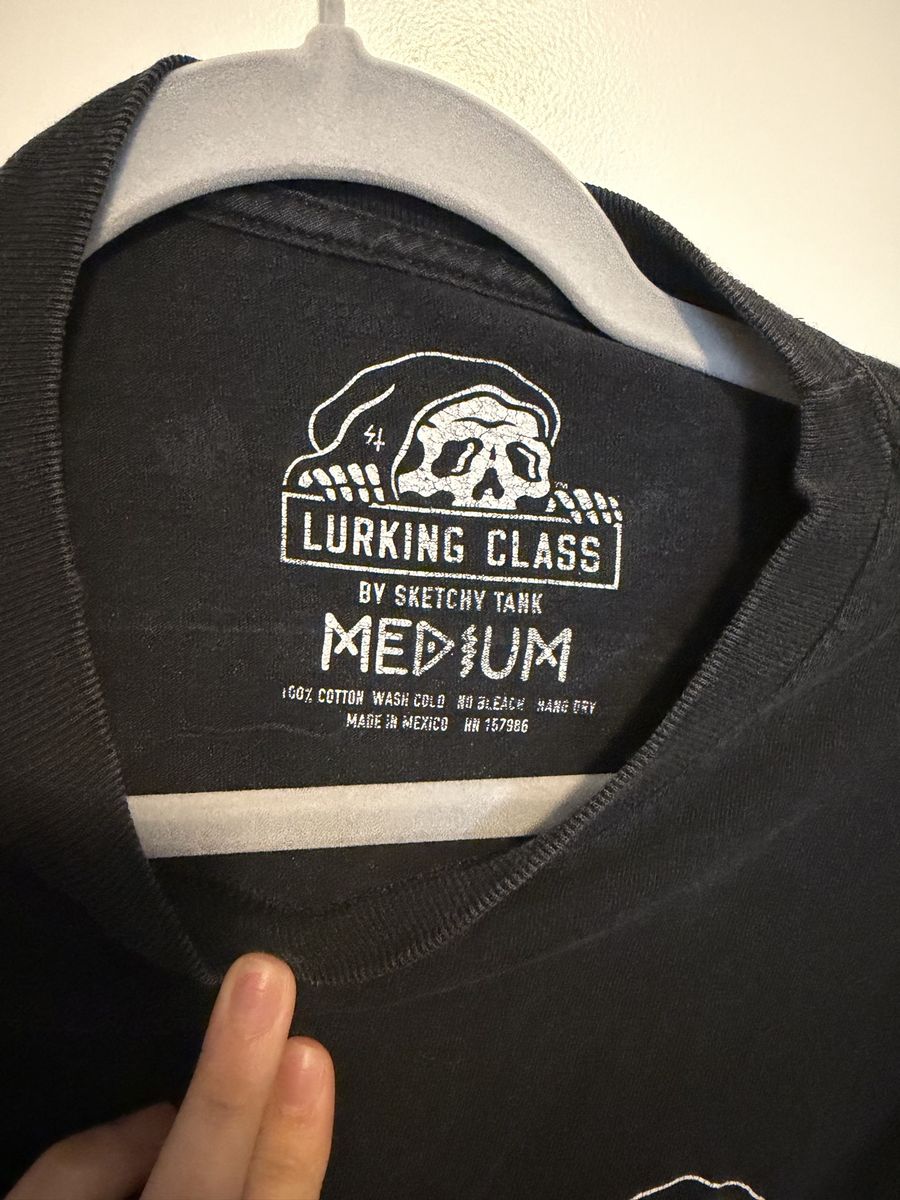 LURKING CLASS
BY SKETCHY TANK
MEDIUM
100% COTTON WASH COLD NO BLEACH HANG DRY
MADE IN MEXICO RN 157986